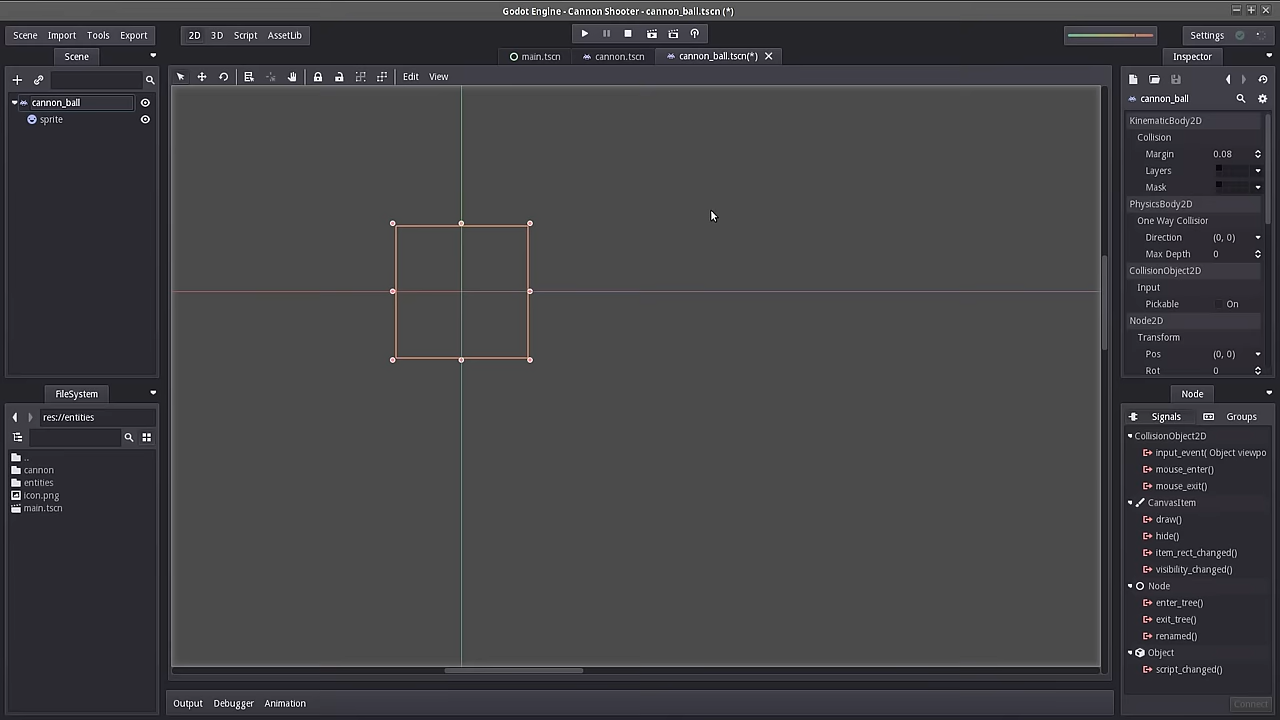 Godot Engine - Cannon Shooter - cannon_ball.tscn (*)
Scene Import Tools Export
2D 3D Script AssetLib
Settings
Scene
main.tscn cannon.tscn cannon_ball.tscn(*)
Inspector
Edit View
cannon_ball
sprite
cannon_ball
KinematicBody2D
Collision
Margin 0.08
Layers
Mask
PhysicsBody2D
One Way Collisior
Direction (0, 0)
Max Depth 0
CollisionObject2D
Input
Pickable On
Node2D
Transform
Pos (0, 0)
Rot 0
FileSystem
res://entities
..
cannon
entities
icon.png
main.tscn
Node
Signals Groups
CollisionObject2D
input_event( Object viewpo
mouse_enter()
mouse_exit()
CanvasItem
draw()
hide()
item_rect_changed()
visibility_changed()
Node
enter_tree()
exit_tree()
renamed()
Object
script_changed()
Connect
Output Debugger Animation